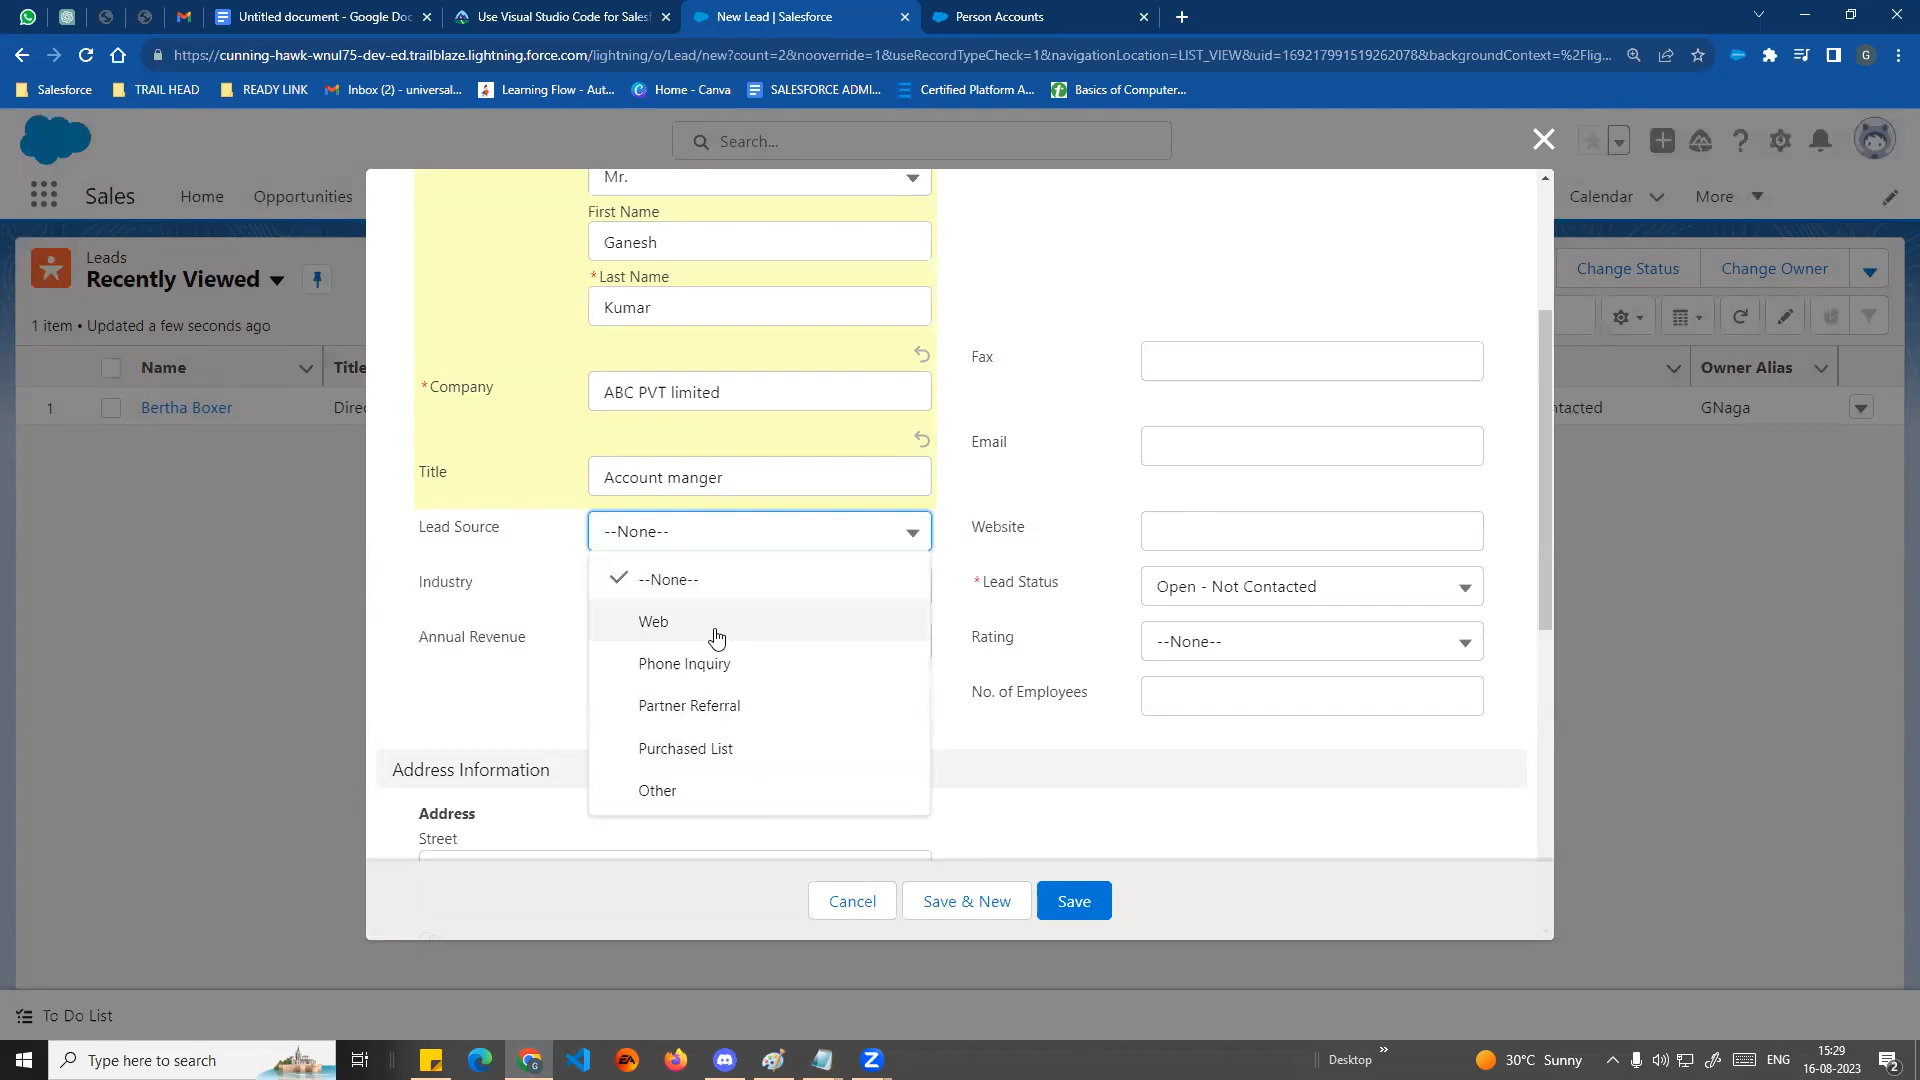 Untitled document - Google Doc
Use Visual Studio Code for Sales
New Lead | Salesforce
Person Accounts
https://cunning-hawk-wnul75-dev-ed.trailblaze.lightning.force.com/lightning/o/Lead/new?count=2&nooverride=1&useRecordTypeCheck=1&navigationLocation=LIST_VIEW&uid=169217991519262078&backgroundContext=%2Flig...
G
Salesforce
TRAIL HEAD
READY LINK
Inbox (2) - universal...
Learning Flow - Aut...
Home - Canva
SALESFORCE ADMI...
Certified Platform A...
Basics of Computer...
Search...
Sales
Home
Opportunities
Calendar
More
Leads
Recently Viewed
1 item • Updated a few seconds ago
Change Status
Change Owner
Name
Title
Owner Alias
1
Bertha Boxer
Direc
ntacted
GNaga
Mr.
First Name
Ganesh
*Last Name
Kumar
*Company
ABC PVT limited
Title
Account manger
Lead Source
--None--
--None--
Web
Phone Inquiry
Partner Referral
Purchased List
Other
Industry
Annual Revenue
Fax
Email
Website
*Lead Status
Open - Not Contacted
Rating
--None--
No. of Employees
Address Information
Address
Street
City
Cancel
Save & New
Save
To Do List
Type here to search
Desktop
30°C Sunny
ENG
15:29
16-08-2023
2